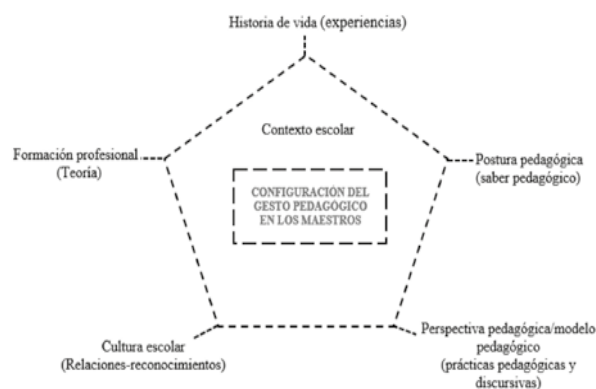 Historia de vida (experiencias)
Contexto escolar
Formación profesional
(Teoría)
Postura pedagógica
(saber pedagógico)
CONFIGURACIÓN DEL
GESTO PEDAGÓGICO
EN LOS MAESTROS
Cultura escolar
(Relaciones-reconocimientos)
Perspectiva pedagógica/modelo
pedagógico
(prácticas pedagógicas y
discursivas)